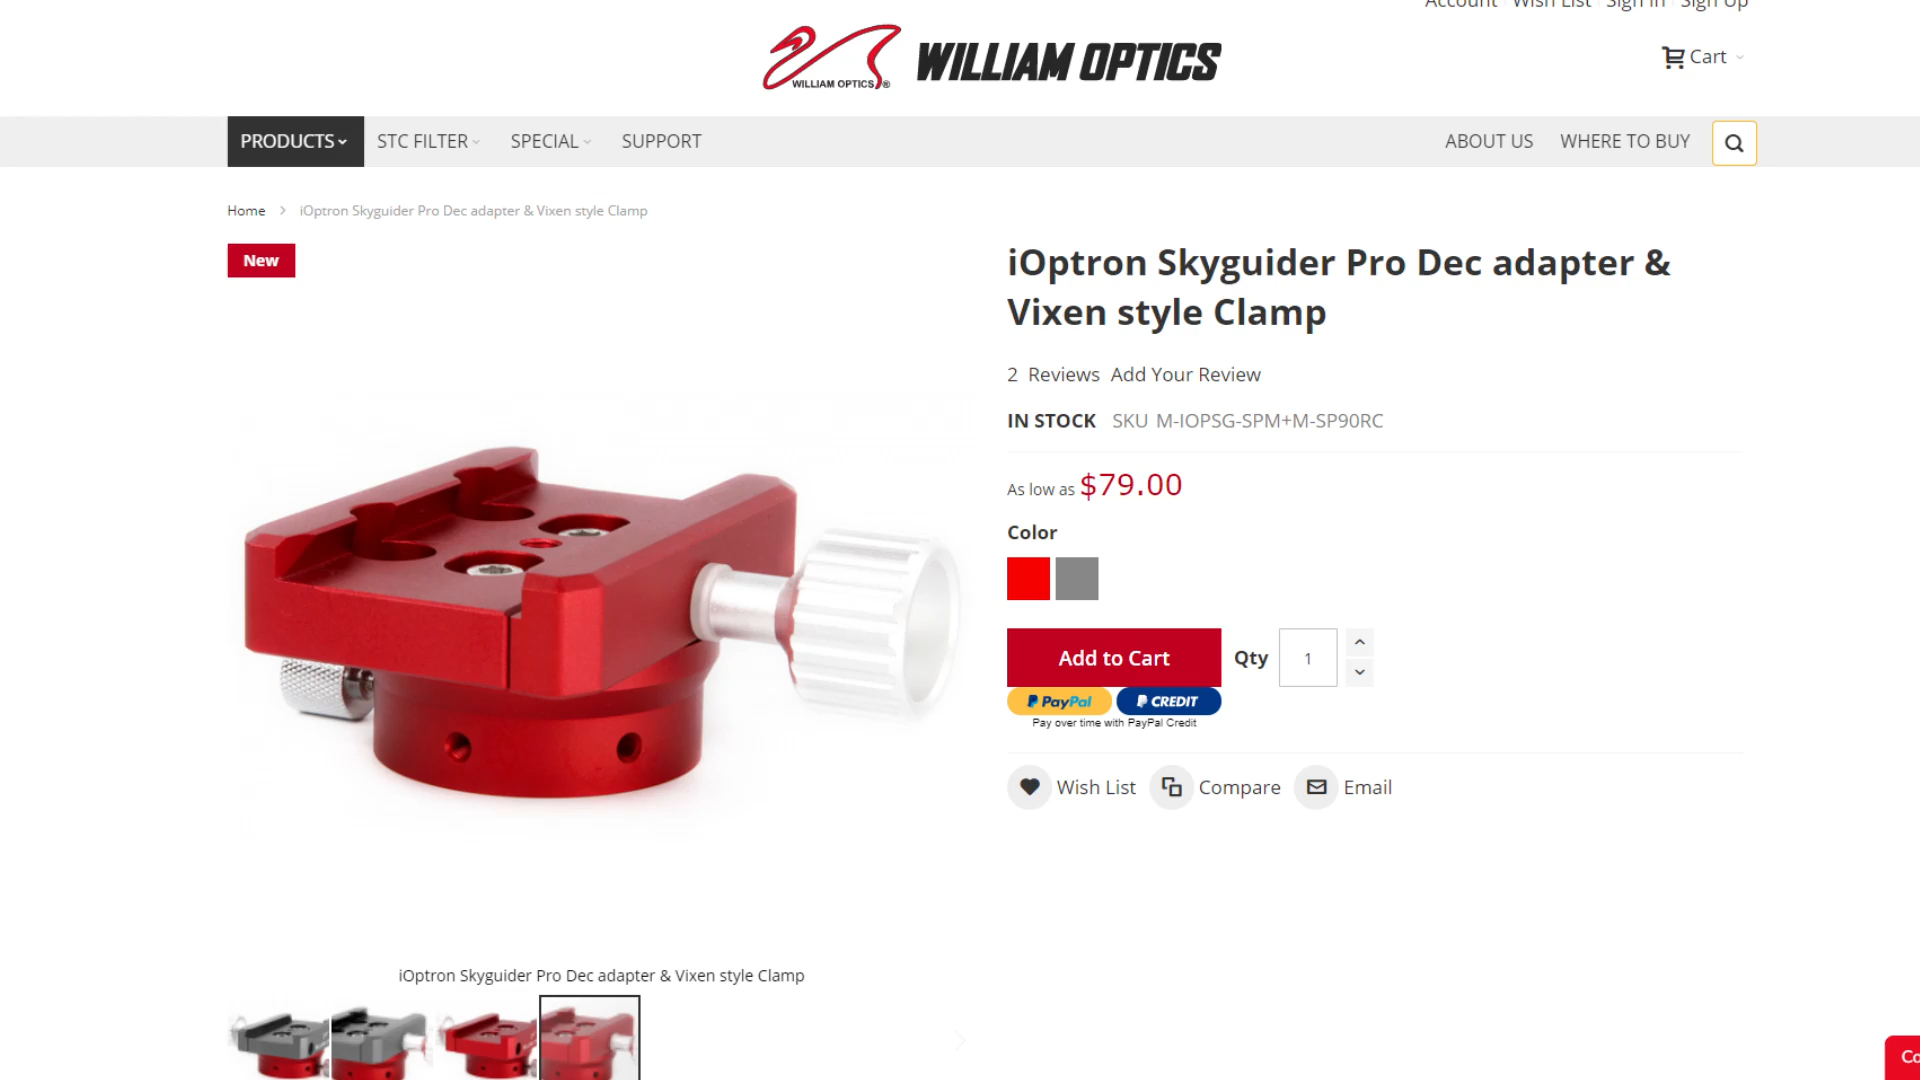 Account Wish List Sign In Sign Up
WILLIAM OPTICS®
WILLIAM OPTICS
Cart
PRODUCTS STC FILTER SPECIAL SUPPORT ABOUT US WHERE TO BUY
Home > iOptron Skyguider Pro Dec adapter & Vixen style Clamp
New
iOptron Skyguider Pro Dec adapter &
Vixen style Clamp
2 Reviews Add Your Review
IN STOCK SKU M-IOPSG-SPM+M-SP90RC
As low as $79.00
Color
Add to Cart Qty 1
PayPal CREDIT
Pay over time with PayPal Credit
Wish List Compare Email
iOptron Skyguider Pro Dec adapter & Vixen style Clamp